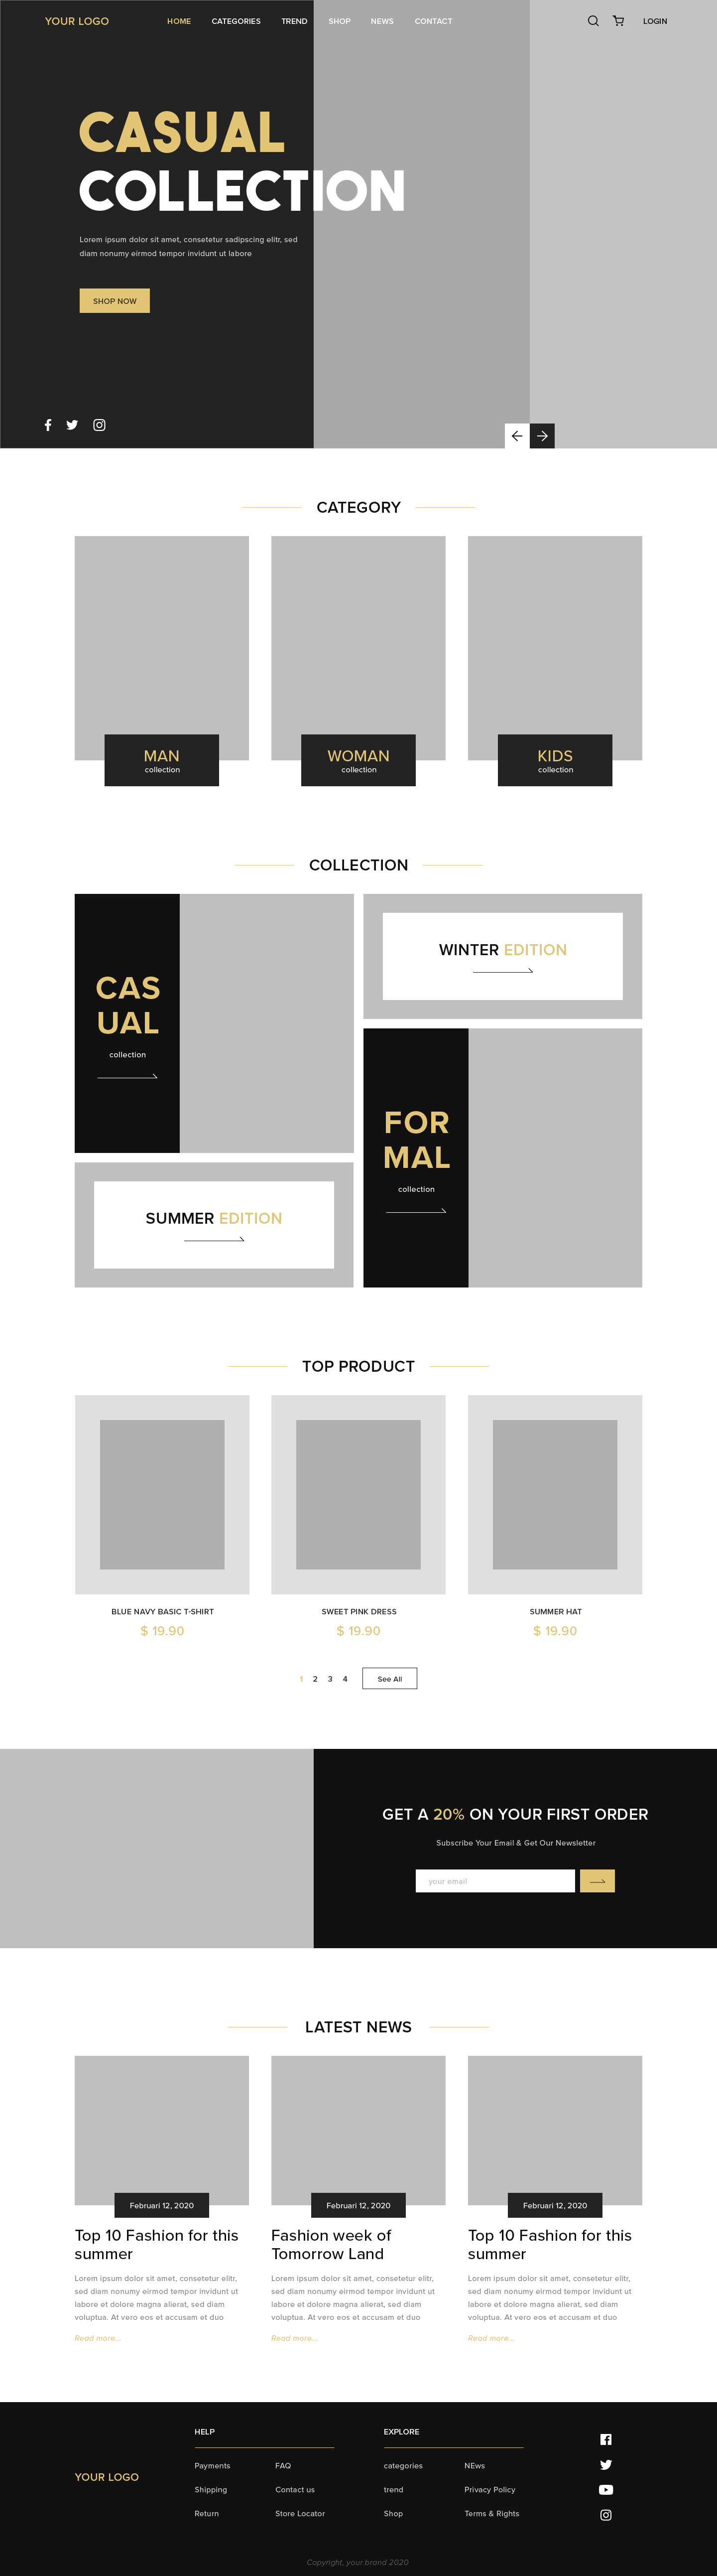 YOUR LOGO HOME CATEGORIES TREND SHOP NEWS CONTACT LOGIN
CASUAL
COLLECTION
Lorem ipsum dolor sit amet, consetetur sadipscing elitr, sed
diam nonumy eirmod tempor invidunt ut labore
SHOP NOW
CATEGORY
MAN
collection
WOMAN
collection
KIDS
collection
COLLECTION
CAS
UAL
collection
WINTER EDITION
FOR
MAL
collection
SUMMER EDITION
TOP PRODUCT
BLUE NAVY BASIC T-SHIRT
$ 19.90
SWEET PINK DRESS
$ 19.90
SUMMER HAT
$ 19.90
1 2 3 4 See All
GET A 20% ON YOUR FIRST ORDER
Subscribe Your Email & Get Our Newsletter
your email
LATEST NEWS
Februari 12, 2020
Top 10 Fashion for this
summer
Lorem ipsum dolor sit amet, consetetur elitr,
sed diam nonumy eirmod tempor invidunt ut
labore et dolore magna alierat, sed diam
voluptua. At vero eos et accusam et duo
Read more...
Februari 12, 2020
Fashion week of
Tomorrow Land
Lorem ipsum dolor sit amet, consetetur elitr,
sed diam nonumy eirmod tempor invidunt ut
labore et dolore magna alierat, sed diam
voluptua. At vero eos et accusam et duo
Read more...
Februari 12, 2020
Top 10 Fashion for this
summer
Lorem ipsum dolor sit amet, consetetur elitr,
sed diam nonumy eirmod tempor invidunt ut
labore et dolore magna alierat, sed diam
voluptua. At vero eos et accusam et duo
Read more...
YOUR LOGO
HELP
Payments FAQ
Shipping Contact us
Return Store Locator
EXPLORE
categories NEws
trend Privacy Policy
Shop Terms & Rights
Copyright, your brand 2020